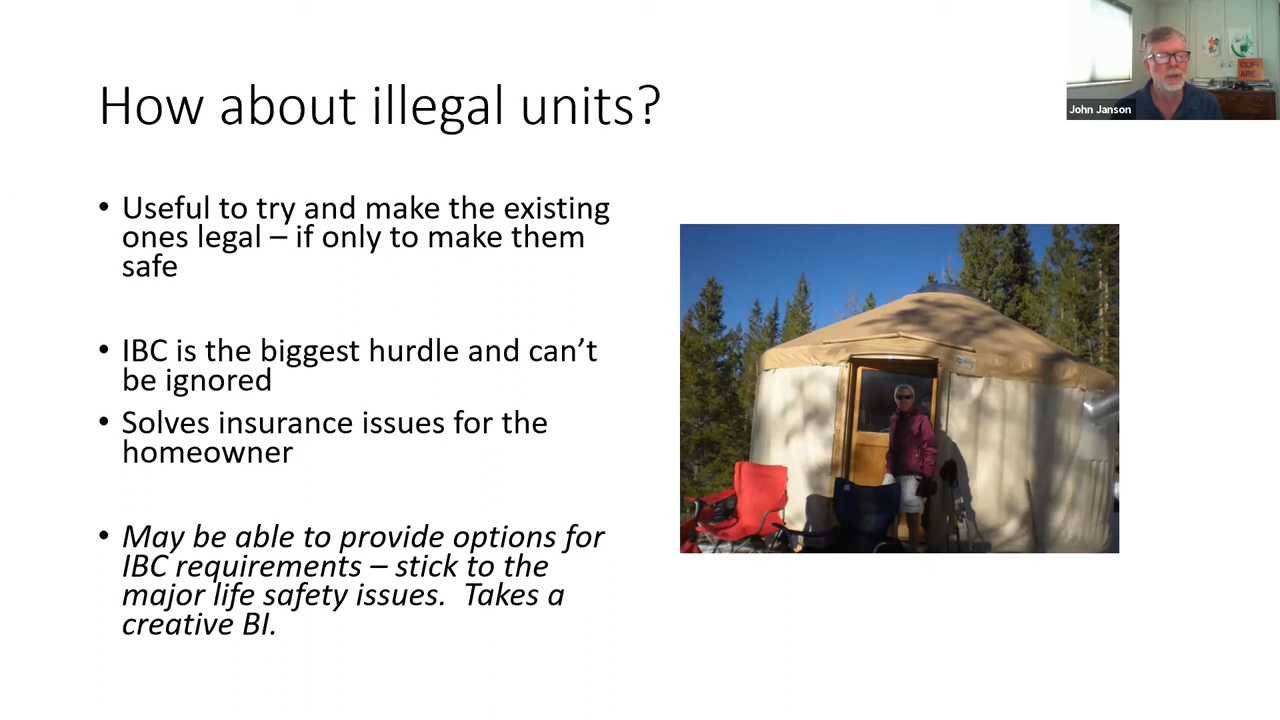 How about illegal units?
• Useful to try and make the existing
ones legal – if only to make them
safe
• IBC is the biggest hurdle and can’t
be ignored
• Solves insurance issues for the
homeowner
• May be able to provide options for
IBC requirements – stick to the
major life safety issues.  Takes a
creative BI.
John Janson